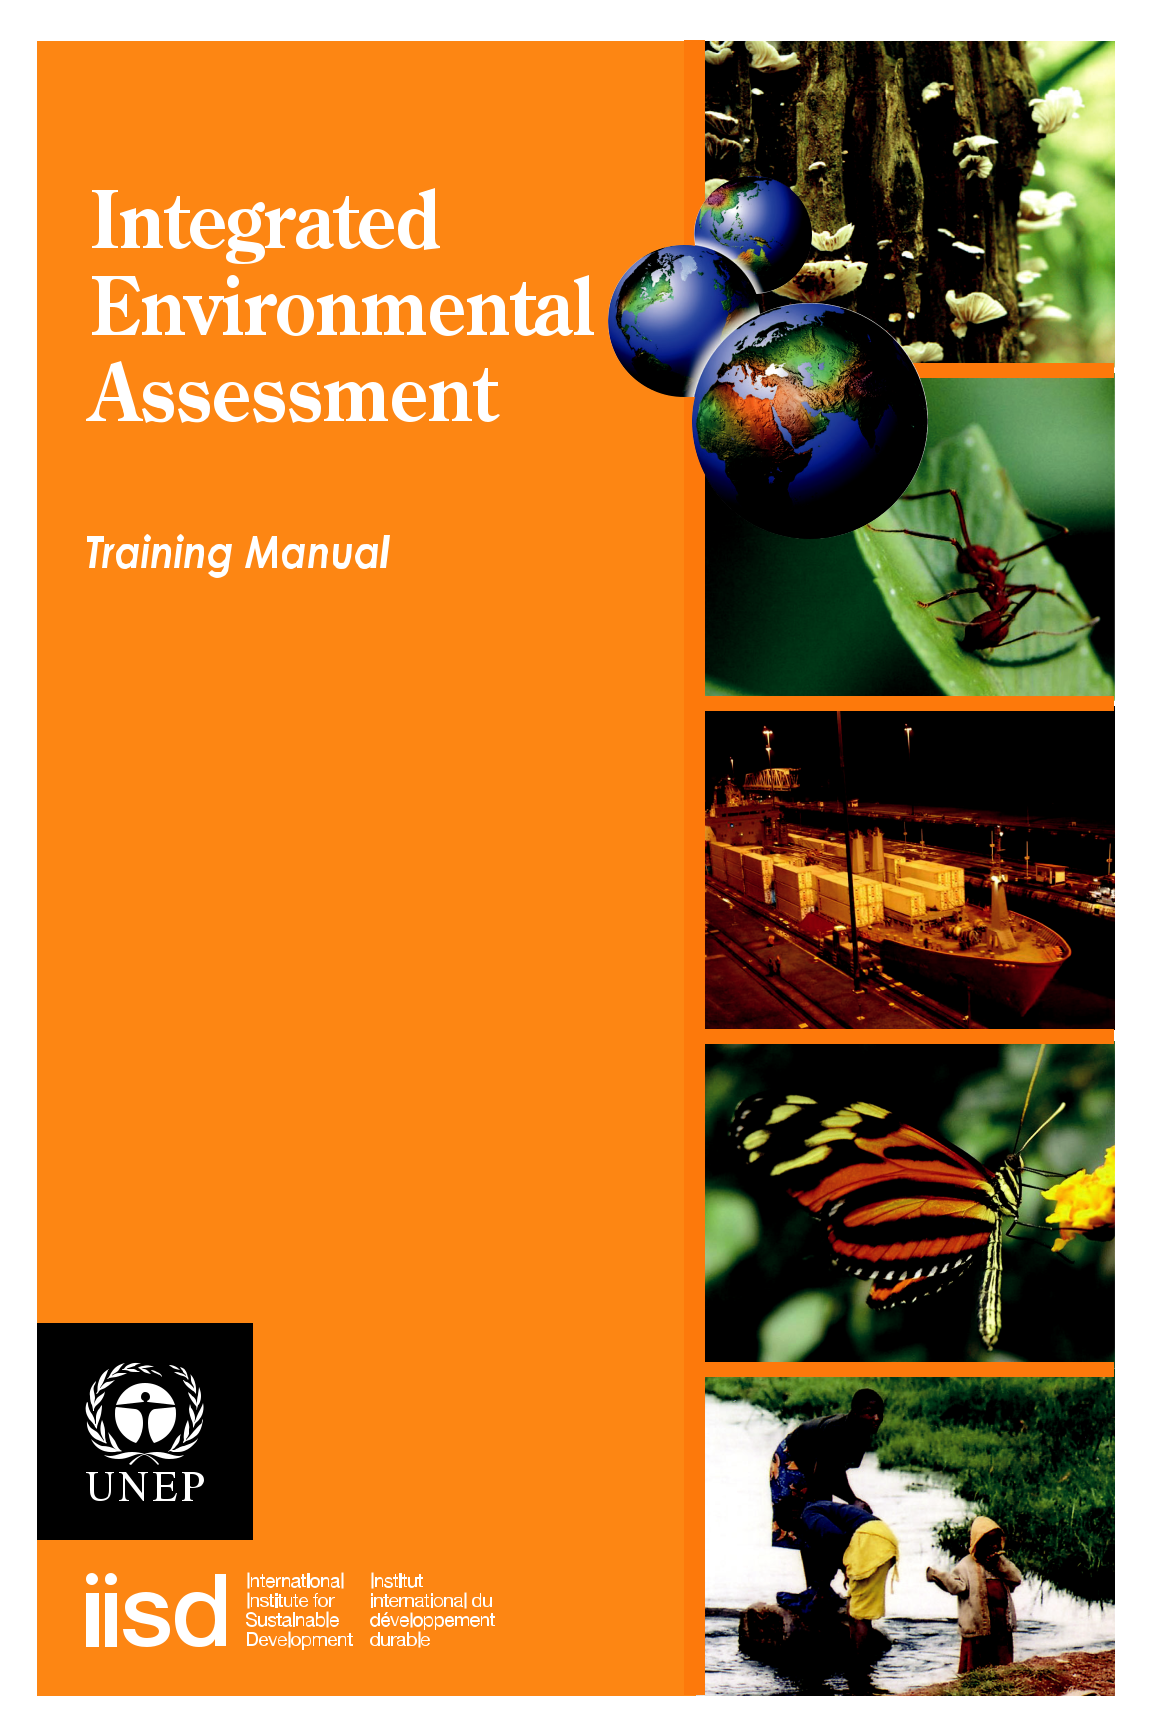 Integrated
Environmental
Assessment
Training Manual
UNEP
iisd
International
Institute for
Sustainable
Development
Institut
international du
développement
durable